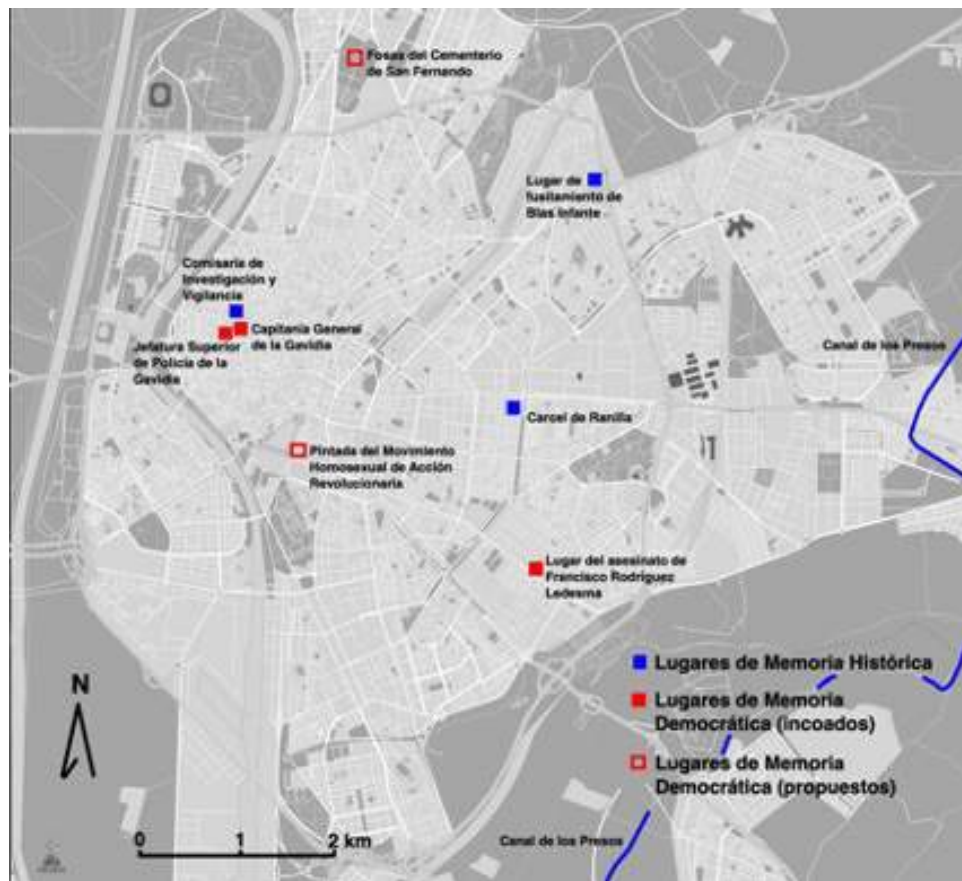 Fosas del Cementerio
de San Fernando
Lugar de
fusilamiento de
Blas Infante
Comisaría de
Investigación y
Vigilancia
Capitanía General
de la Gavidia
Jefatura Superior
de Policía de la
Gavidia
Canal de los Presos
Carcel de Ranilla
Pintada del Movimiento
Homosexual de Acción
Revolucionaria
Lugar del asesinato de
Francisco Rodríguez
Ledesma
Lugares de Memoria Histórica
Lugares de Memoria
Democrática (incoados)
Lugares de Memoria
Democrática (propuestos)
N
0 1 2 km
Canal de los Presos